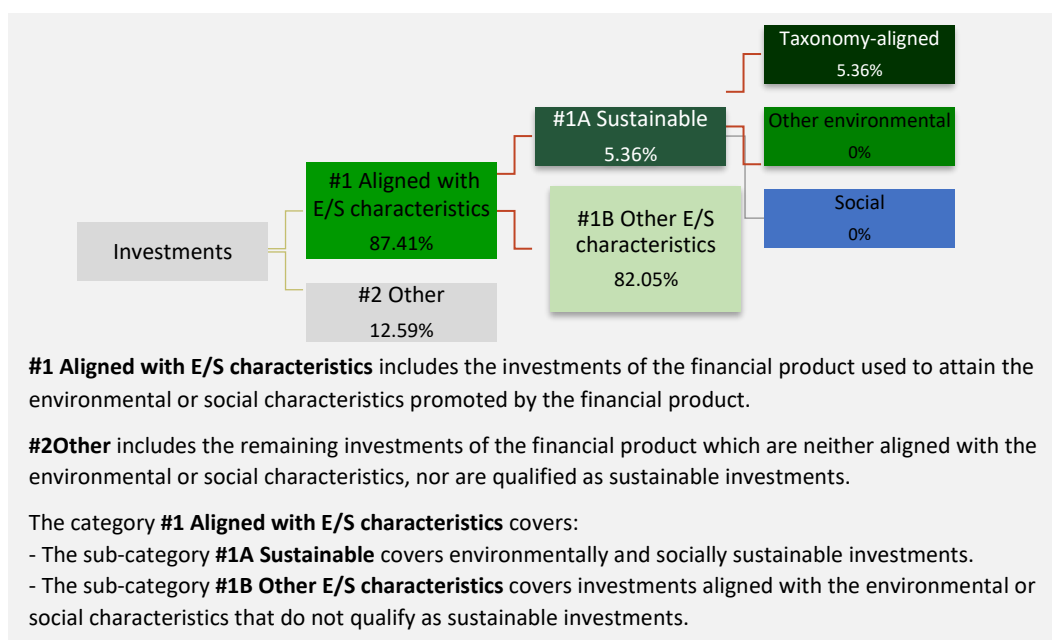 Taxonomy-aligned
5.36%
#1A Sustainable
5.36%
Other environmental
0%
#1 Aligned with
E/S characteristics
87.41%
#1B Other E/S
characteristics
82.05%
Social
0%
Investments
#2 Other
12.59%
#1 Aligned with E/S characteristics includes the investments of the financial product used to attain the
environmental or social characteristics promoted by the financial product.
#2Other includes the remaining investments of the financial product which are neither aligned with the
environmental or social characteristics, nor are qualified as sustainable investments.
The category #1 Aligned with E/S characteristics covers:
- The sub-category #1A Sustainable covers environmentally and socially sustainable investments.
- The sub-category #1B Other E/S characteristics covers investments aligned with the environmental or
social characteristics that do not qualify as sustainable investments.